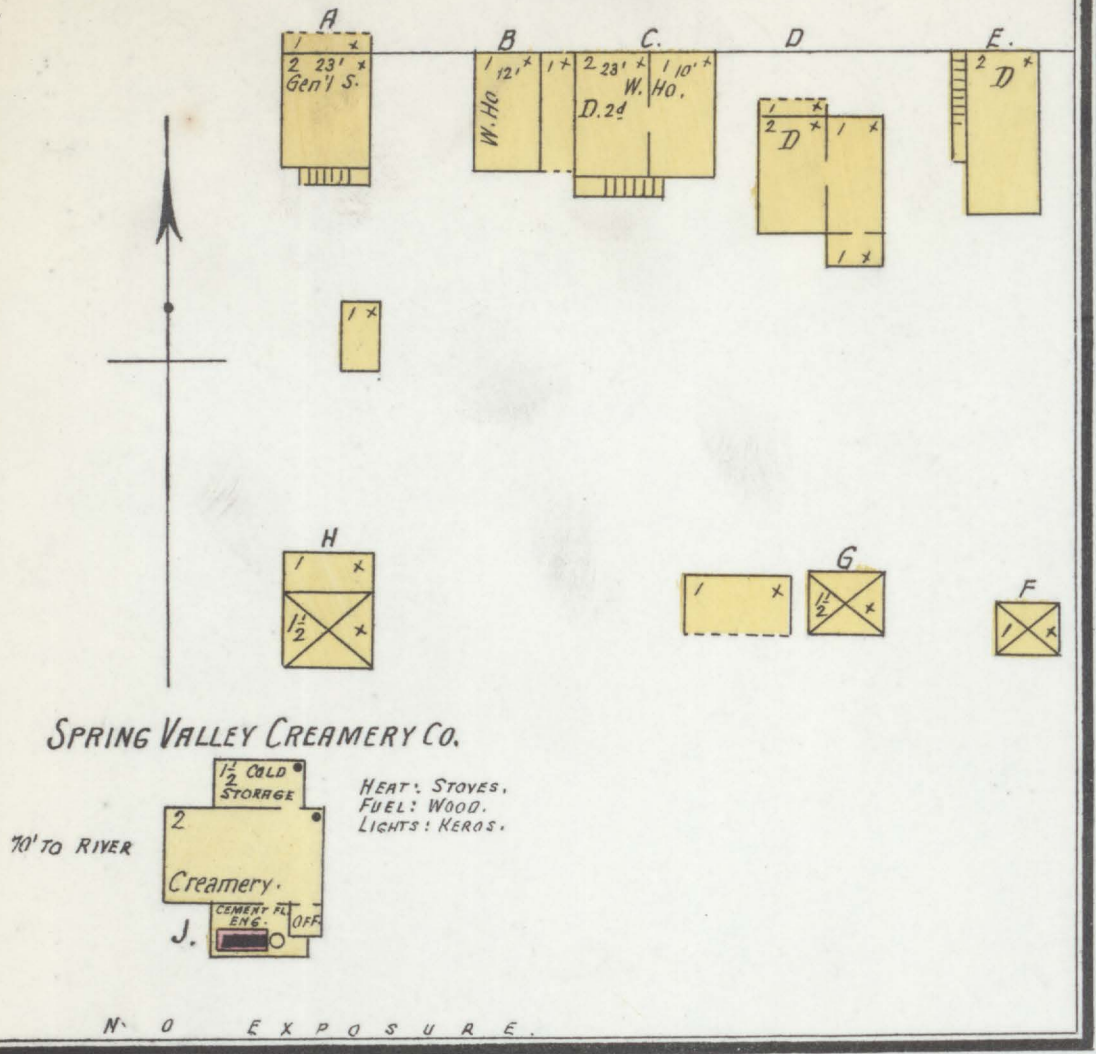 A
B
C.
D
E.
1 x
2 23' x
Gen'l S.
1 12' x
W. Ho
1 x
2 23' x
1 10' x
W. Ho.
D. 2d
1 x
2 x
D
1 x
1 x
2 x
D
1 x
H
1 x
1½ x
1 x
G
1½ x
F
1 x
SPRING VALLEY CREAMERY CO.
1½ COLD
STORAGE
HEAT: STOVES.
FUEL: WOOD.
LIGHTS: KEROS.
2
70' TO RIVER
Creamery.
CEMENT FL.
ENG.
OFF.
J.
NO EXPOSURE.